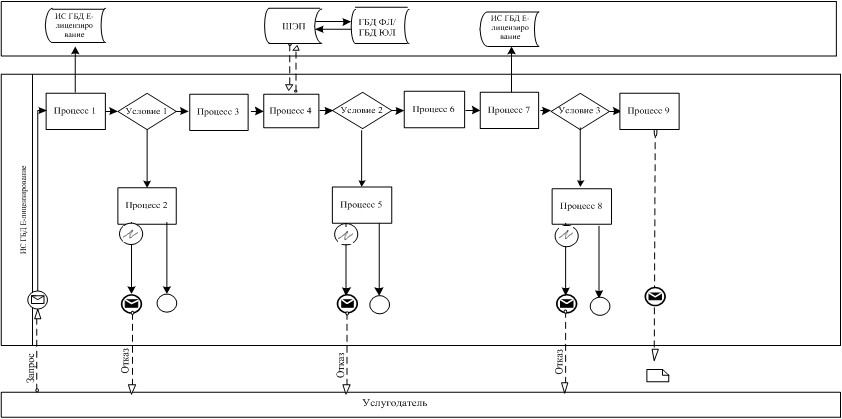 ИС ГБД Е-
лицензиро
вание
ШЭП
ГБД ФЛ/
ГБД ЮЛ
ИС ГБД Е-
лицензиро
вание
ИС ГБД Е-лицензирование
Процесс 1
Условие 1
Процесс 3
Процесс 4
Условие 2
Процесс 6
Процесс 7
Условие 3
Процесс 9
Процесс 2
Процесс 5
Процесс 8
Запрос
Отказ
Отказ
Отказ
Услугодатель